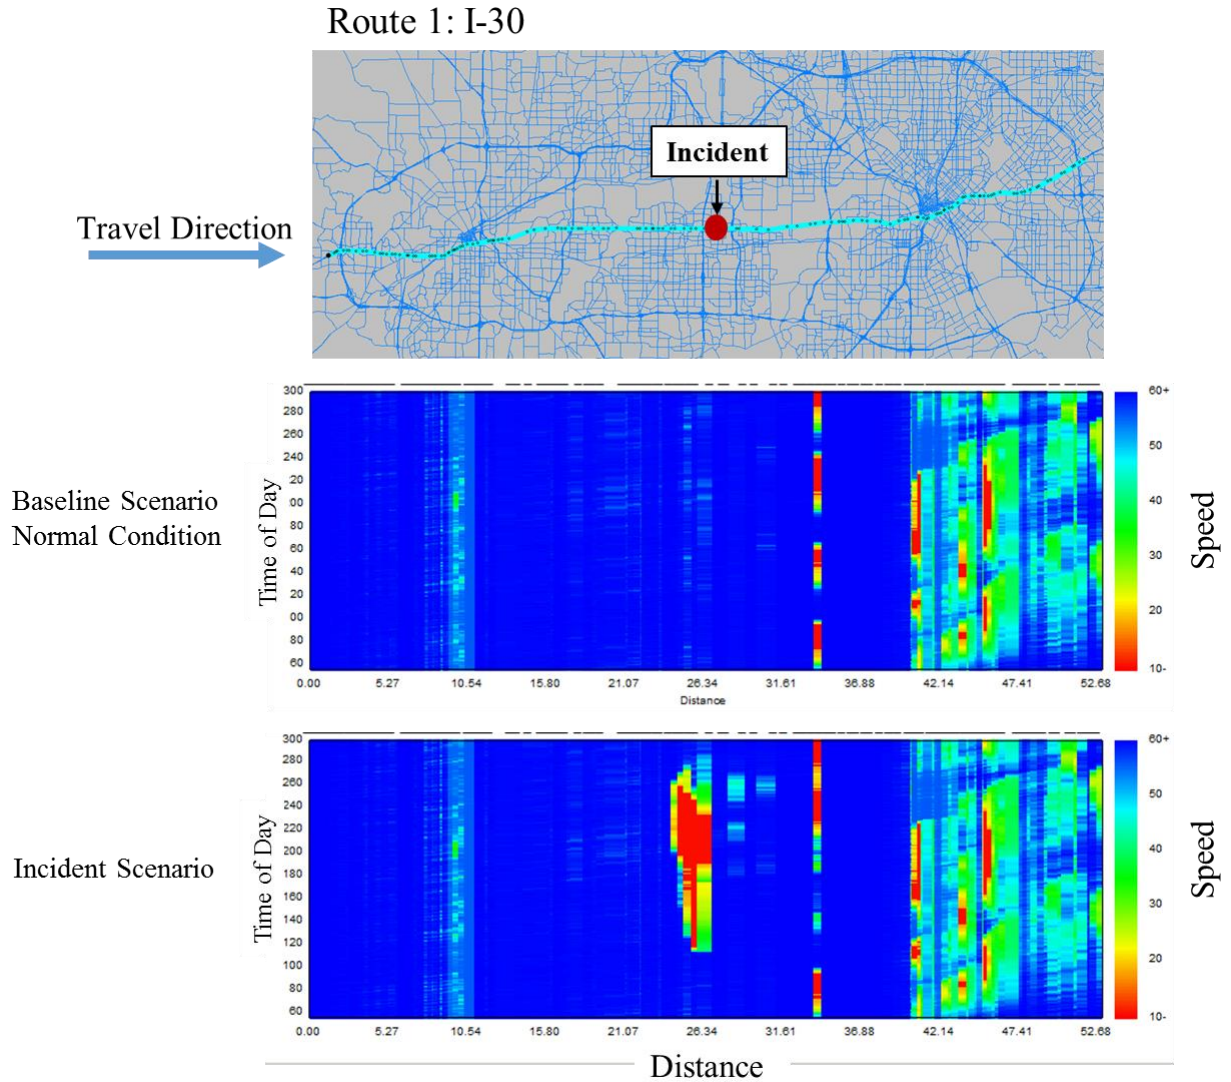 Route 1: I-30
Incident
Travel Direction
Baseline Scenario
Normal Condition
Time of Day
300
280
260
240
20
00
80
60
40
20
00
80
60
0.00 5.27 10.54 15.80 21.07 26.34 31.61 36.88 42.14 47.41 52.68
Distance
60+
50
40
30
20
10-
Speed
Incident Scenario
Time of Day
300
280
260
240
220
200
180
160
140
120
100
80
60
0.00 5.27 10.54 15.80 21.07 26.34 31.61 36.88 42.14 47.41 52.68
60+
50
40
30
20
10-
Speed
Distance